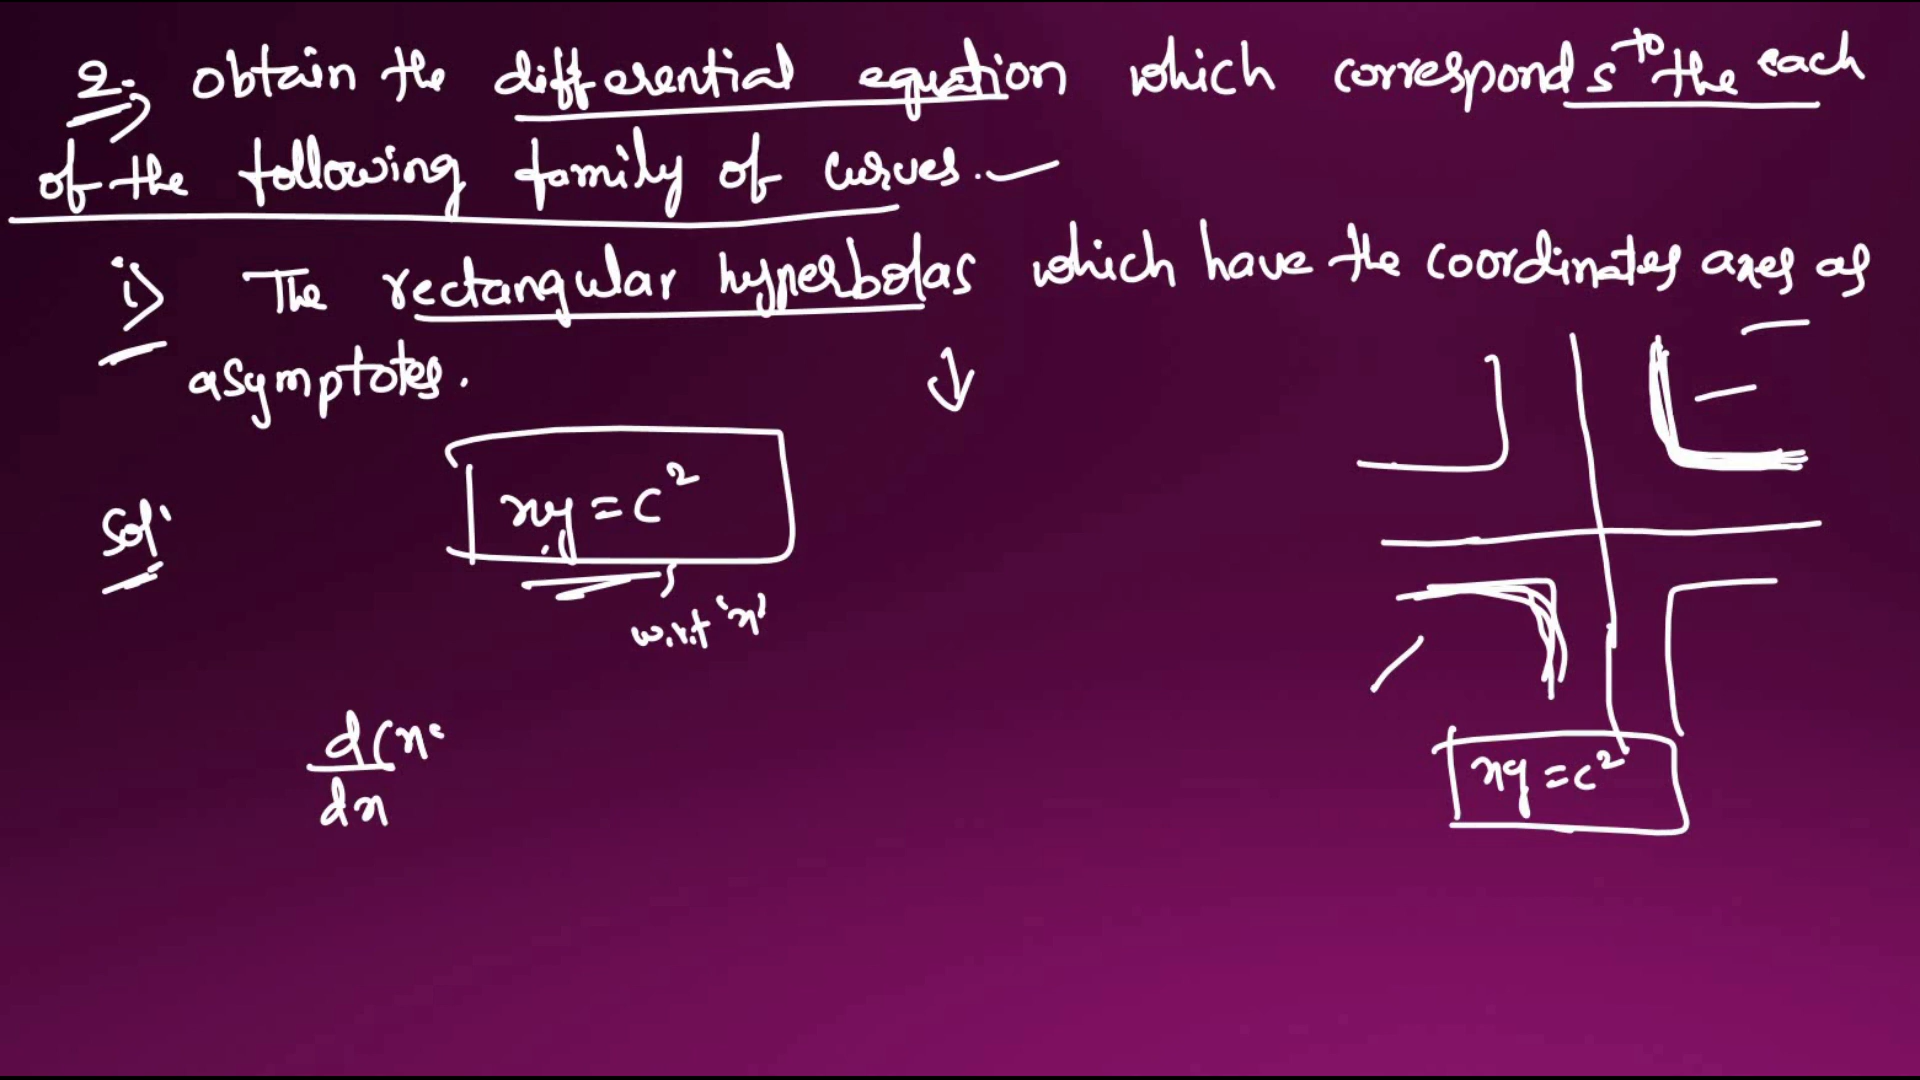 2. obtain the differential equation which corresponds to the each
of the following family of curves.
i) The rectangular hyperbolas which have the coordinates axes as
asymptotes.
Sol:
xy = c²
w.r.t 'x'
d(x
dx
xy = c²